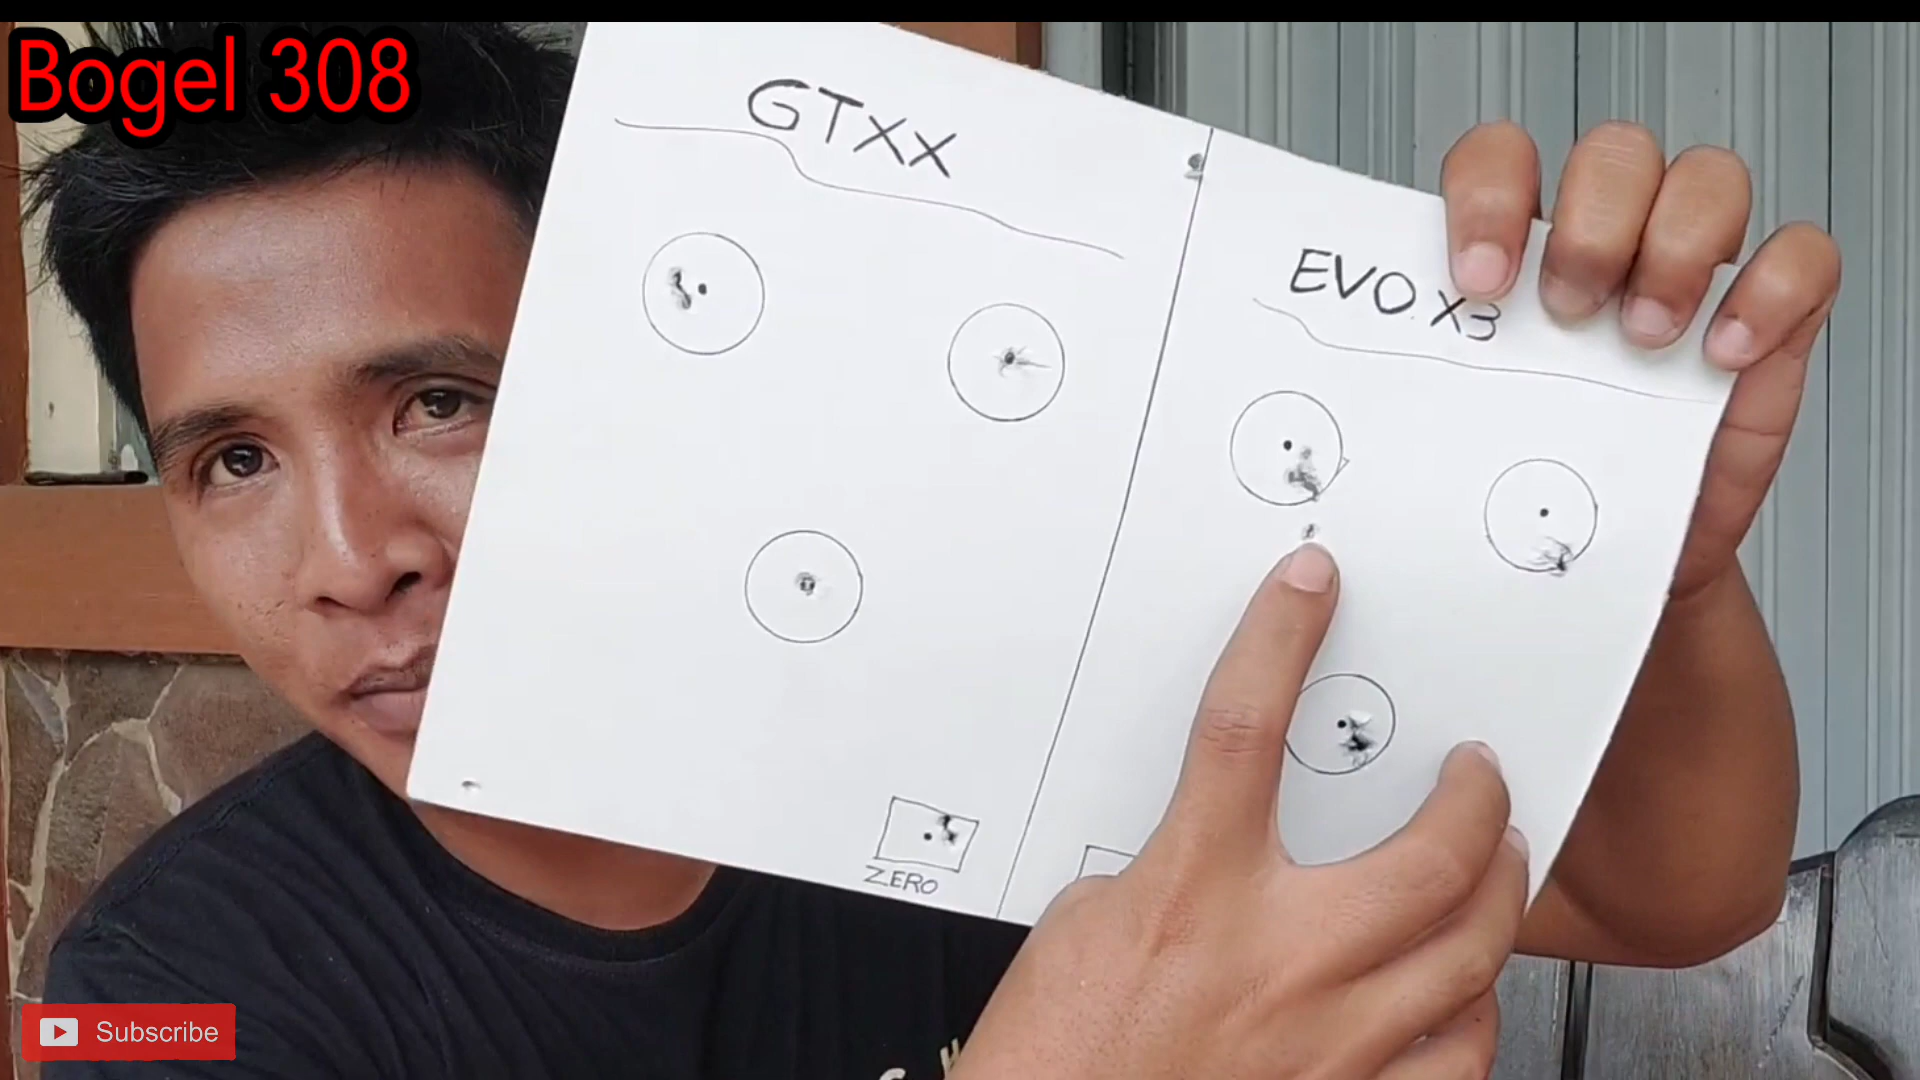 Bogel 308
GTXX
EVO.X3
ZERO
Subscribe